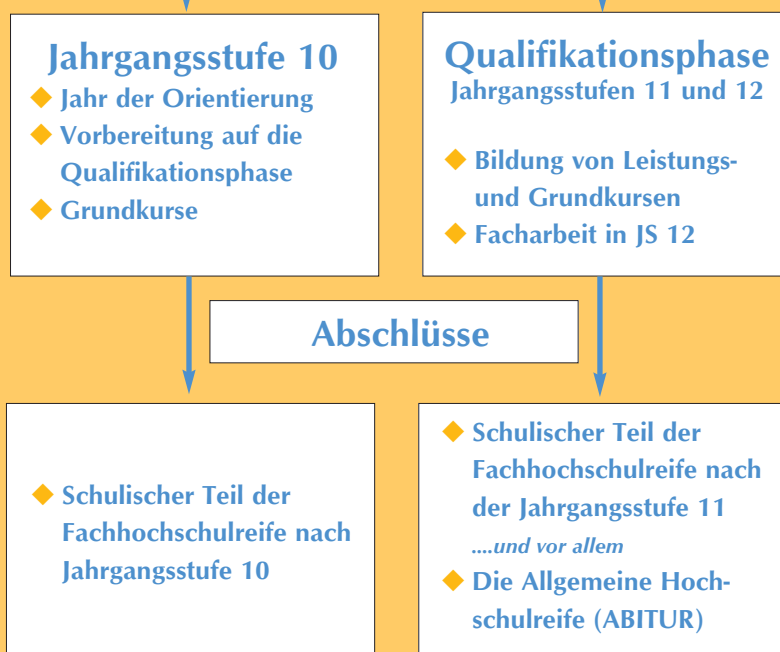 Jahrgangsstufe 10
◆ Jahr der Orientierung
◆ Vorbereitung auf die
Qualifikationsphase
◆ Grundkurse
Qualifikationsphase
Jahrgangsstufen 11 und 12
◆ Bildung von Leistungs-
und Grundkursen
◆ Facharbeit in JS 12
Abschlüsse
◆ Schulischer Teil der
Fachhochschulreife nach
Jahrgangsstufe 10
◆ Schulischer Teil der
Fachhochschulreife nach
der Jahrgangsstufe 11
....und vor allem
◆ Die Allgemeine Hoch-
schulreife (ABITUR)